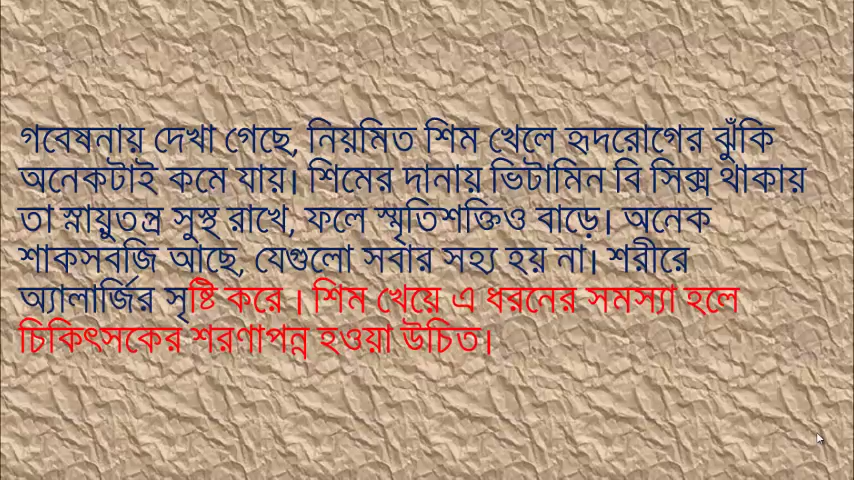 গবেষনায় দেখা গেছে, নিয়মিত শিম খেলে হৃদরোগের ঝুঁকি
অনেকটাই কমে যায়। শিমের দানায় ভিটামিন বি সিক্স থাকায়
তা স্নায়ুতন্ত্র সুস্থ রাখে, ফলে স্মৃতিশক্তিও বাড়ে। অনেক
শাকসবজি আছে, যেগুলো সবার সহ্য হয় না। শরীরে
অ্যালার্জির সৃষ্টি করে । শিম খেয়ে এ ধরনের সমস্যা হলে
চিকিৎসকের শরণাপন্ন হওয়া উচিত।